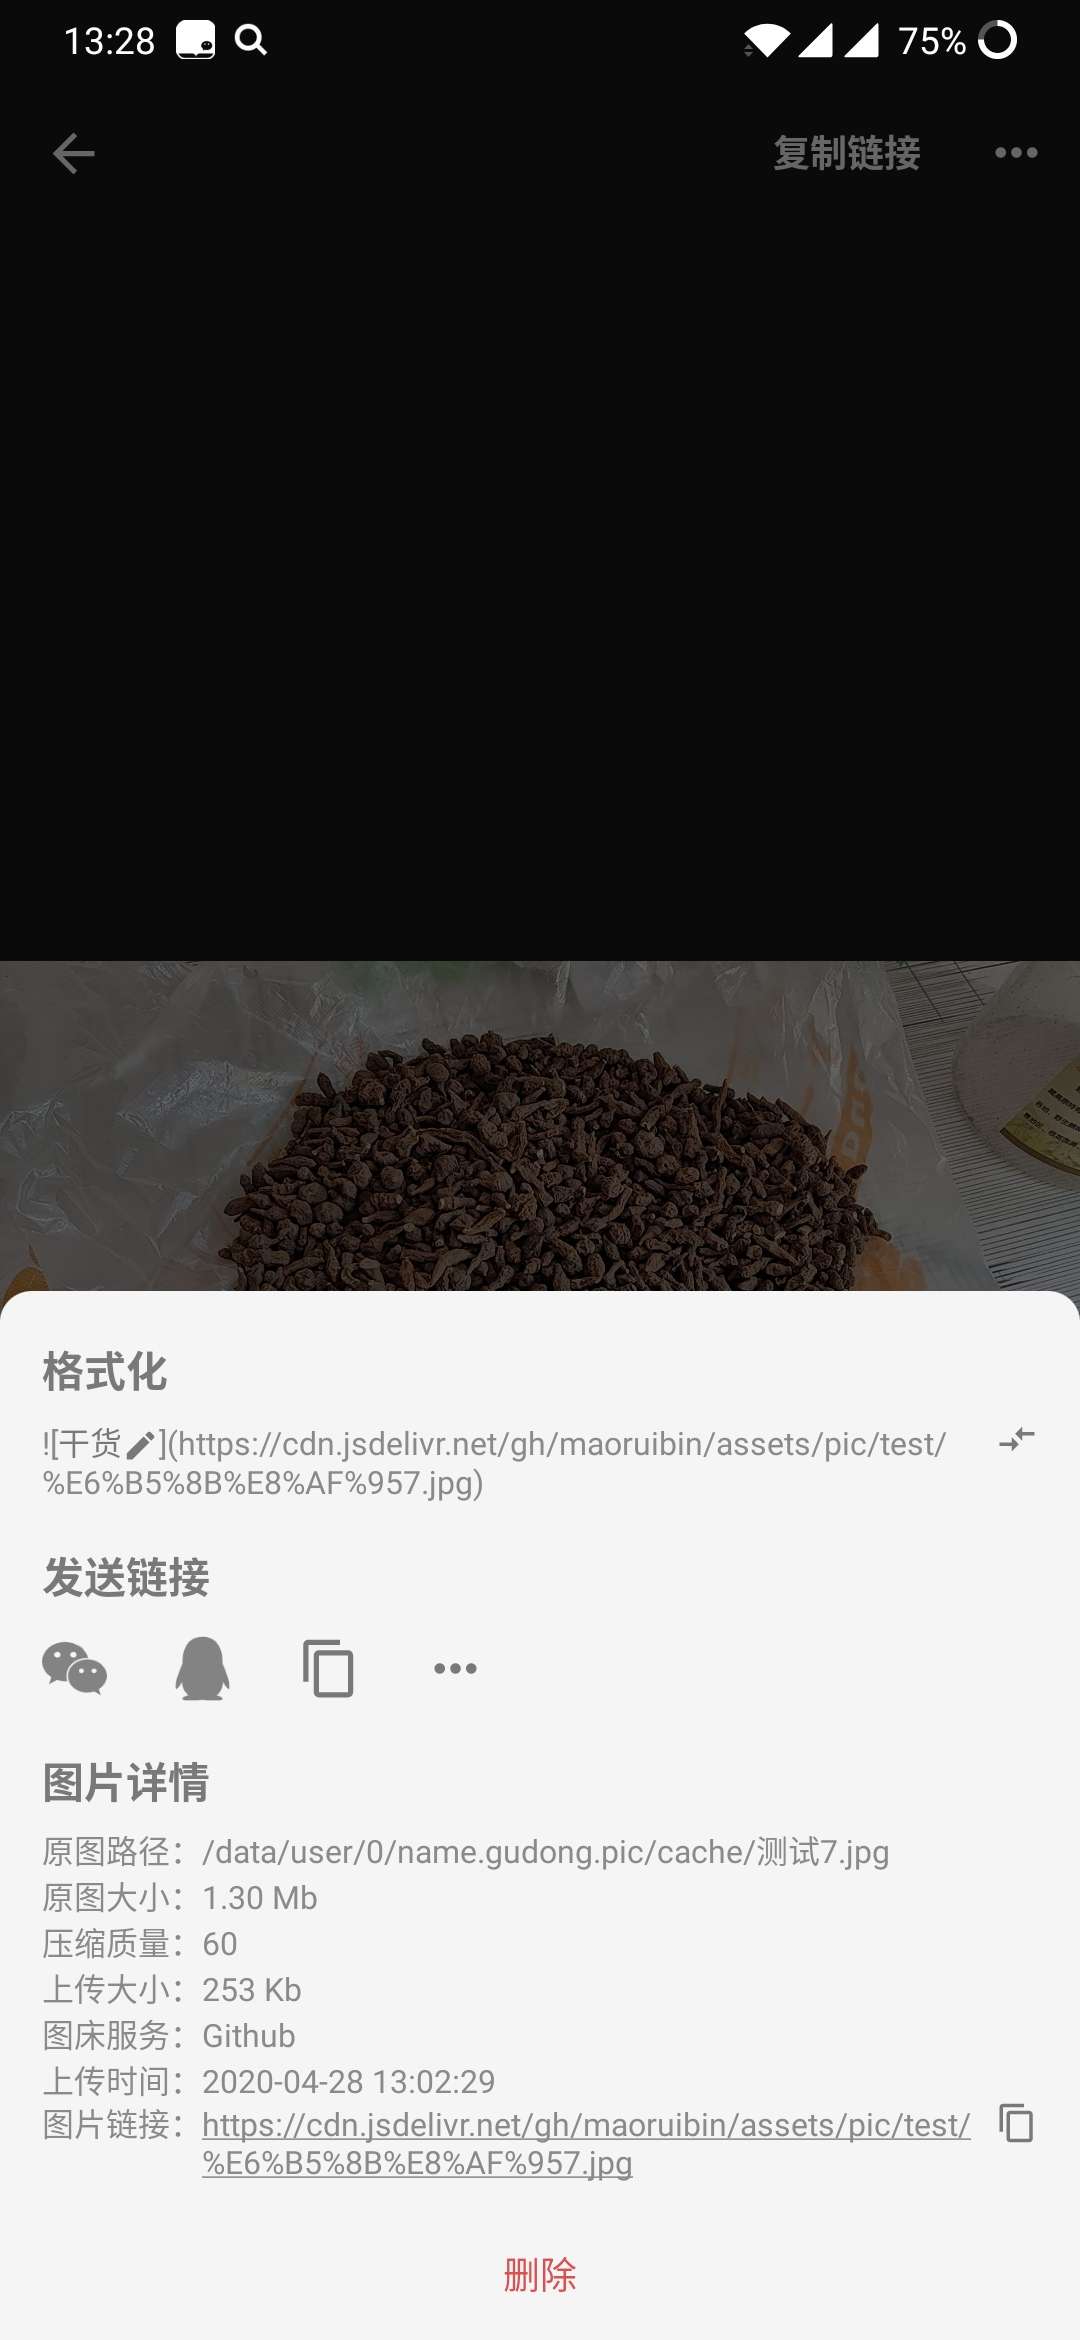 13:28
75%
复制链接
格式化
![干货](https://cdn.jsdelivr.net/gh/maoruibin/assets/pic/test/
%E6%B5%8B%E8%AF%957.jpg)
发送链接
图片详情
原图路径：/data/user/0/name.gudong.pic/cache/测试7.jpg
原图大小：1.30 Mb
压缩质量：60
上传大小：253 Kb
图床服务：Github
上传时间：2020-04-28 13:02:29
图片链接：https://cdn.jsdelivr.net/gh/maoruibin/assets/pic/test/
%E6%B5%8B%E8%AF%957.jpg
删除